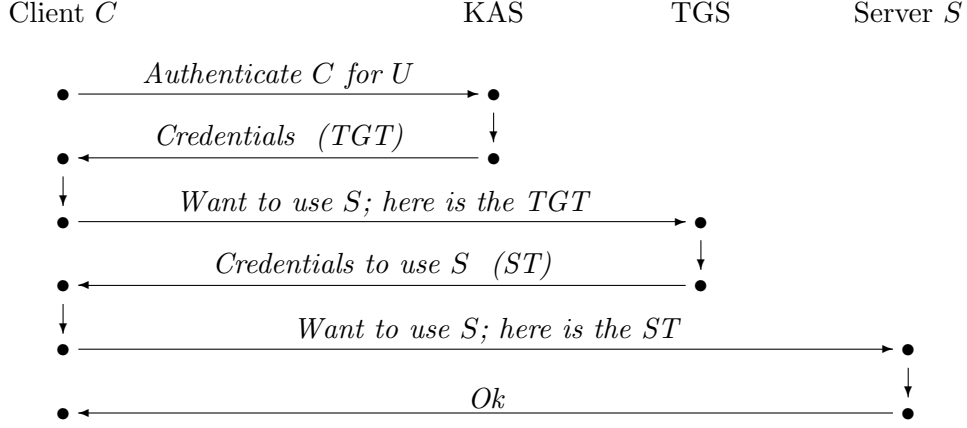 Client C KAS TGS Server S
Authenticate C for U
Credentials (TGT)
Want to use S; here is the TGT
Credentials to use S (ST)
Want to use S; here is the ST
Ok